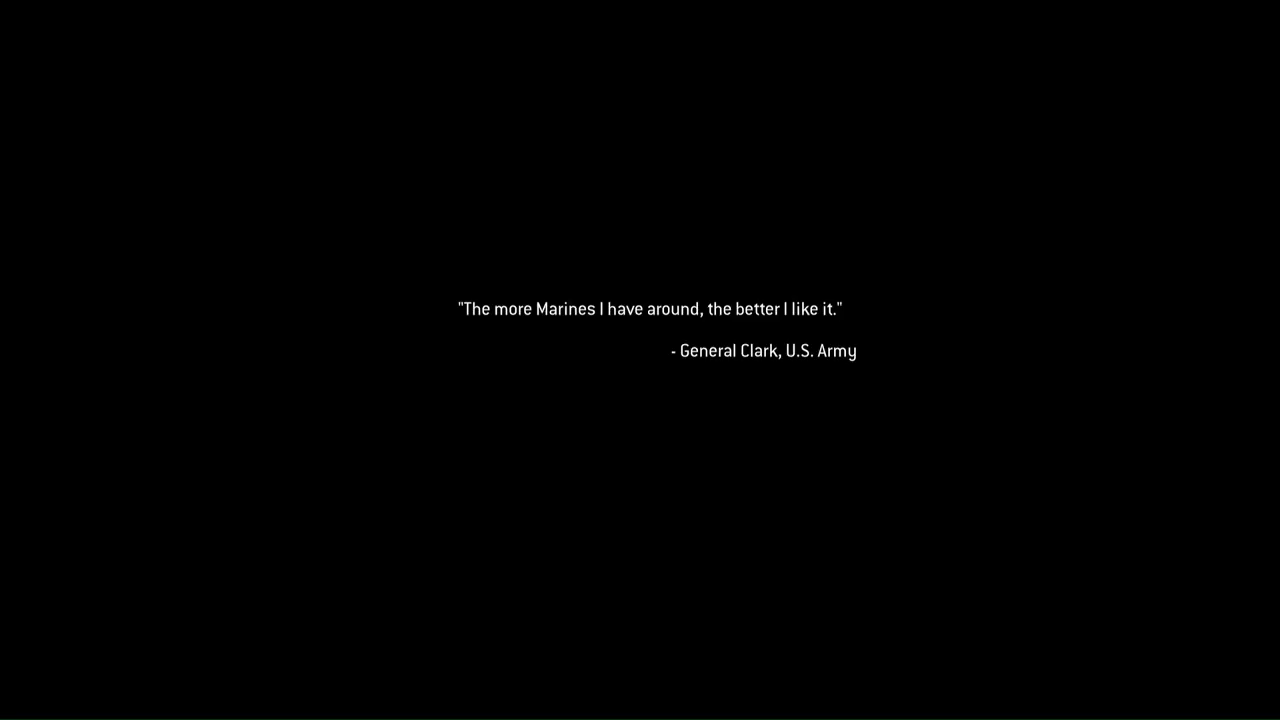 "The more Marines I have around, the better I like it."
- General Clark, U.S. Army